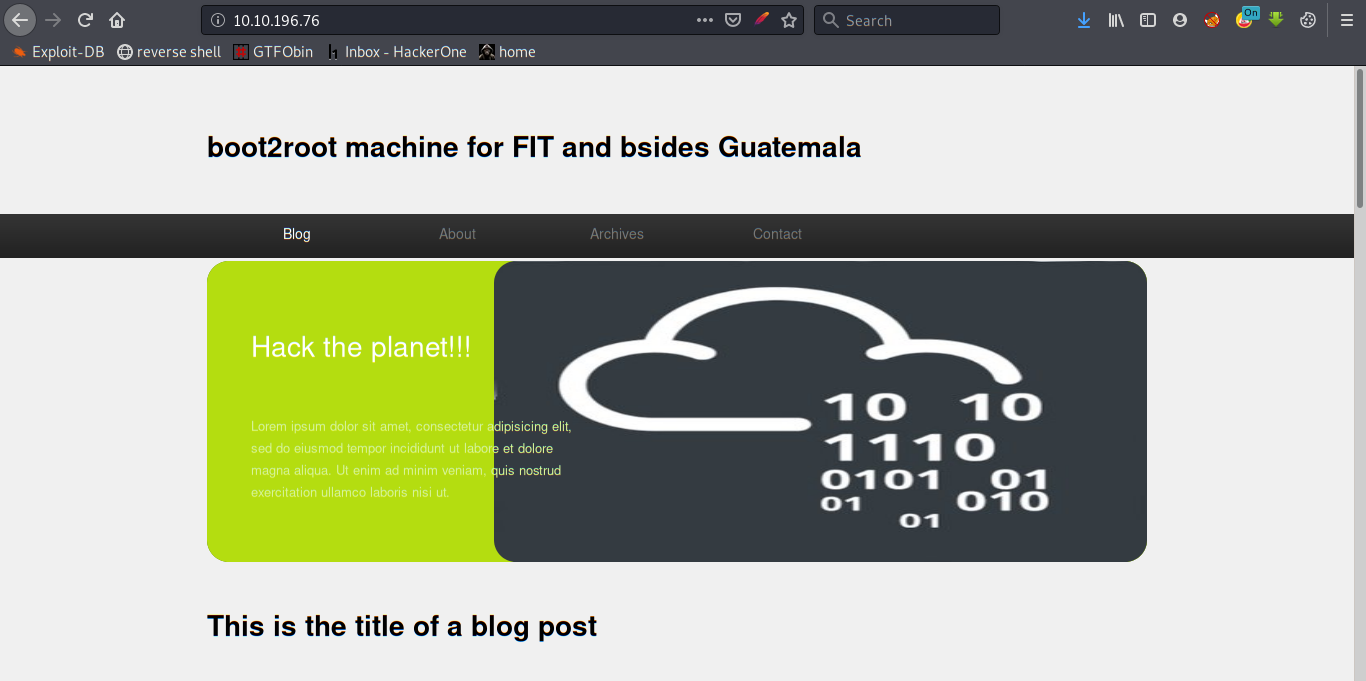 10.10.196.76
Search
On
Exploit-DB reverse shell GTFObin Inbox - HackerOne home
boot2root machine for FIT and bsides Guatemala
Blog About Archives Contact
Hack the planet!!!
Lorem ipsum dolor sit amet, consectetur adipisicing elit,
sed do eiusmod tempor incididunt ut labore et dolore
magna aliqua. Ut enim ad minim veniam, quis nostrud
exercitation ullamco laboris nisi ut.
10 10
1110
0101 01
01 010
01
This is the title of a blog post